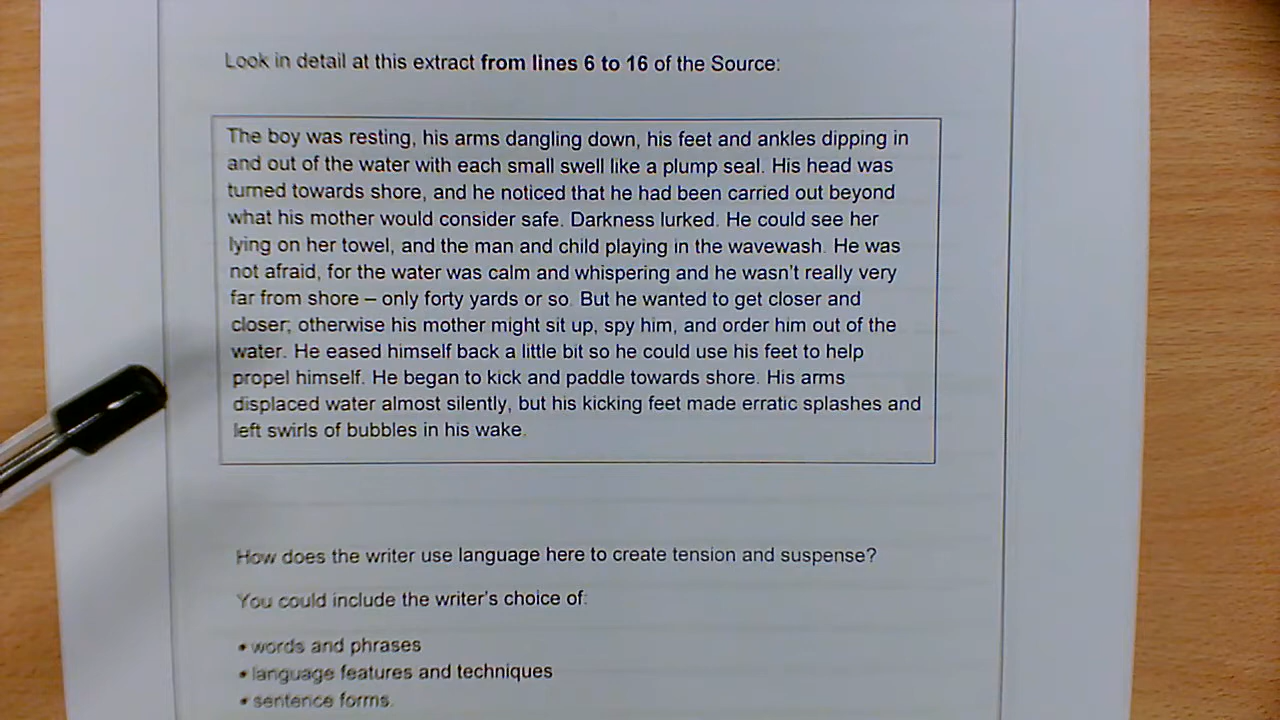 Look in detail at this extract from lines 6 to 16 of the Source:
The boy was resting, his arms dangling down, his feet and ankles dipping in
and out of the water with each small swell like a plump seal. His head was
turned towards shore, and he noticed that he had been carried out beyond
what his mother would consider safe. Darkness lurked. He could see her
lying on her towel, and the man and child playing in the wavewash. He was
not afraid, for the water was calm and whispering and he wasn't really very
far from shore – only forty yards or so. But he wanted to get closer and
closer; otherwise his mother might sit up, spy him, and order him out of the
water. He eased himself back a little bit so he could use his feet to help
propel himself. He began to kick and paddle towards shore. His arms
displaced water almost silently, but his kicking feet made erratic splashes and
left swirls of bubbles in his wake.
How does the writer use language here to create tension and suspense?
You could include the writer's choice of:
• words and phrases
• language features and techniques
• sentence forms.